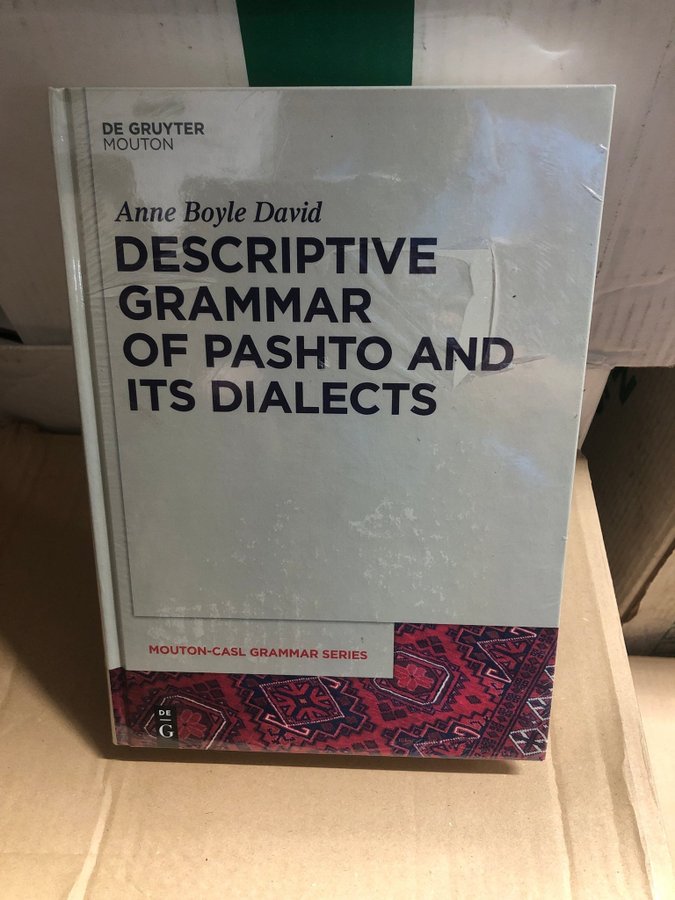 DE GRUYTER
MOUTON
Anne Boyle David
DESCRIPTIVE
GRAMMAR
OF PASHTO AND
ITS DIALECTS
MOUTON-CASL GRAMMAR SERIES
DE
G